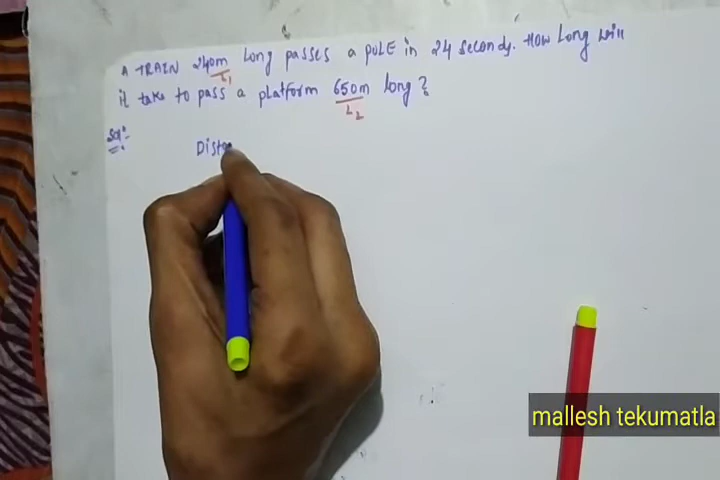 A TRAIN 240m long passes a POLE in 24 seconds. How long will
L1
it take to pass a platform 650m long?
L2
Sol:-
Dista
mallesh tekumatla